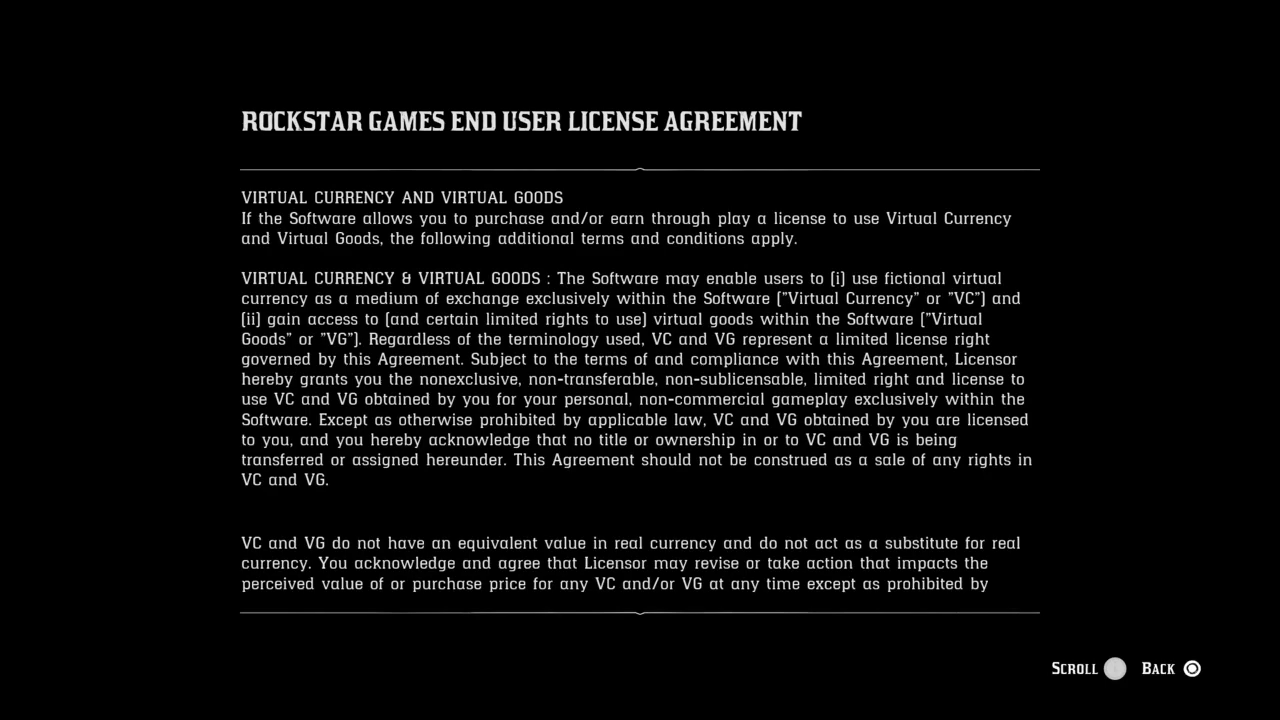 ROCKSTAR GAMES END USER LICENSE AGREEMENT
VIRTUAL CURRENCY AND VIRTUAL GOODS
If the Software allows you to purchase and/or earn through play a license to use Virtual Currency
and Virtual Goods, the following additional terms and conditions apply.
VIRTUAL CURRENCY & VIRTUAL GOODS : The Software may enable users to (i) use fictional virtual
currency as a medium of exchange exclusively within the Software ("Virtual Currency" or "VC") and
(ii) gain access to (and certain limited rights to use) virtual goods within the Software ("Virtual
Goods" or "VG"). Regardless of the terminology used, VC and VG represent a limited license right
governed by this Agreement. Subject to the terms of and compliance with this Agreement, Licensor
hereby grants you the nonexclusive, non-transferable, non-sublicensable, limited right and license to
use VC and VG obtained by you for your personal, non-commercial gameplay exclusively within the
Software. Except as otherwise prohibited by applicable law, VC and VG obtained by you are licensed
to you, and you hereby acknowledge that no title or ownership in or to VC and VG is being
transferred or assigned hereunder. This Agreement should not be construed as a sale of any rights in
VC and VG.
VC and VG do not have an equivalent value in real currency and do not act as a substitute for real
currency. You acknowledge and agree that Licensor may revise or take action that impacts the
perceived value of or purchase price for any VC and/or VG at any time except as prohibited by
SCROLL BACK